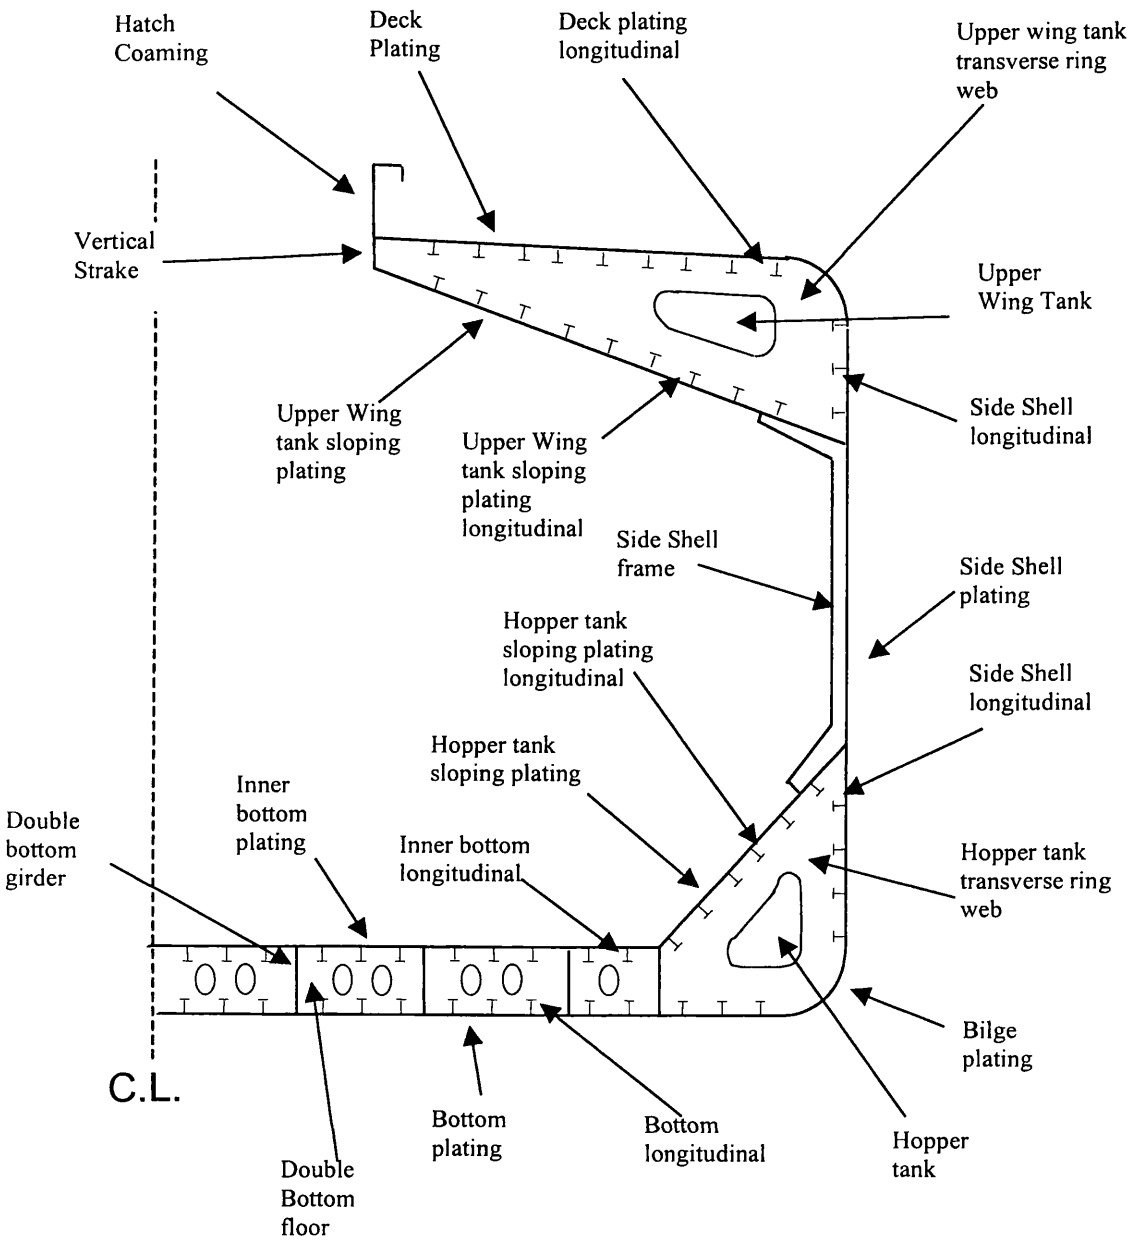 Hatch
Coaming
Deck
Plating
Deck plating
longitudinal
Upper wing tank
transverse ring
web
Vertical
Strake
Upper
Wing Tank
Upper Wing
tank sloping
plating
Upper Wing
tank sloping
plating
longitudinal
Side Shell
longitudinal
Side Shell
frame
Side Shell
plating
Hopper tank
sloping plating
longitudinal
Side Shell
longitudinal
Hopper tank
sloping plating
Inner
bottom
plating
Double
bottom
girder
Inner bottom
longitudinal
Hopper tank
transverse ring
web
Bilge
plating
C.L.
Bottom
plating
Bottom
longitudinal
Hopper
tank
Double
Bottom
floor